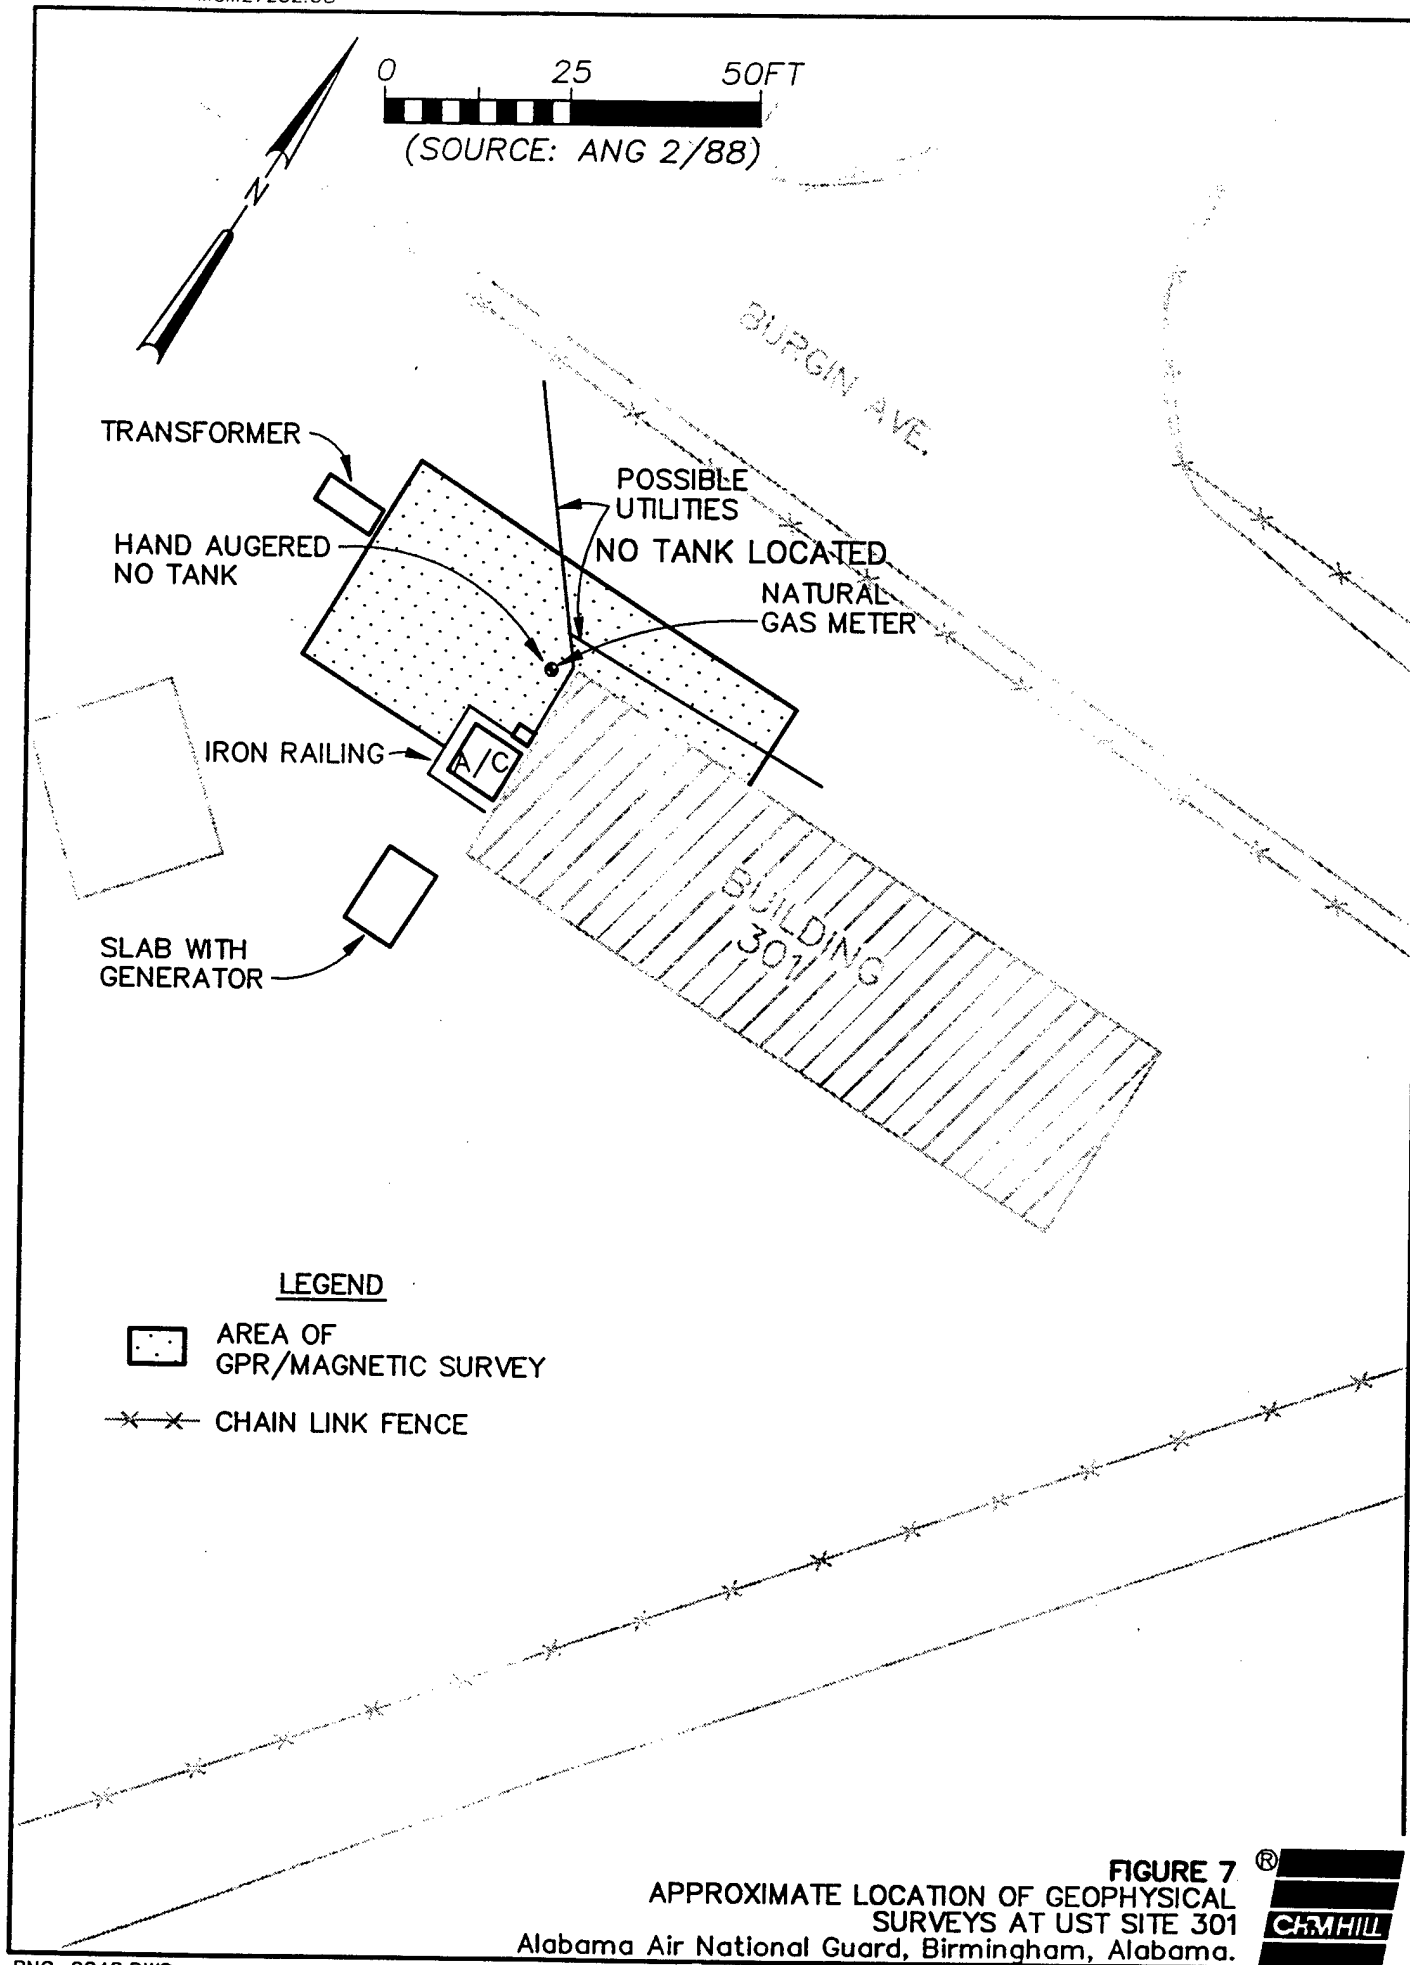 0 25 50FT
(SOURCE: ANG 2/88)
N
BURGIN AVE.
TRANSFORMER
POSSIBLE
UTILITIES
HAND AUGERED
NO TANK
NO TANK LOCATED
NATURAL
GAS METER
IRON RAILING
A/C
BUILDING
301
SLAB WITH
GENERATOR
LEGEND
AREA OF
GPR/MAGNETIC SURVEY
CHAIN LINK FENCE
FIGURE 7
APPROXIMATE LOCATION OF GEOPHYSICAL
SURVEYS AT UST SITE 301
Alabama Air National Guard, Birmingham, Alabama.
®
CH2MHILL